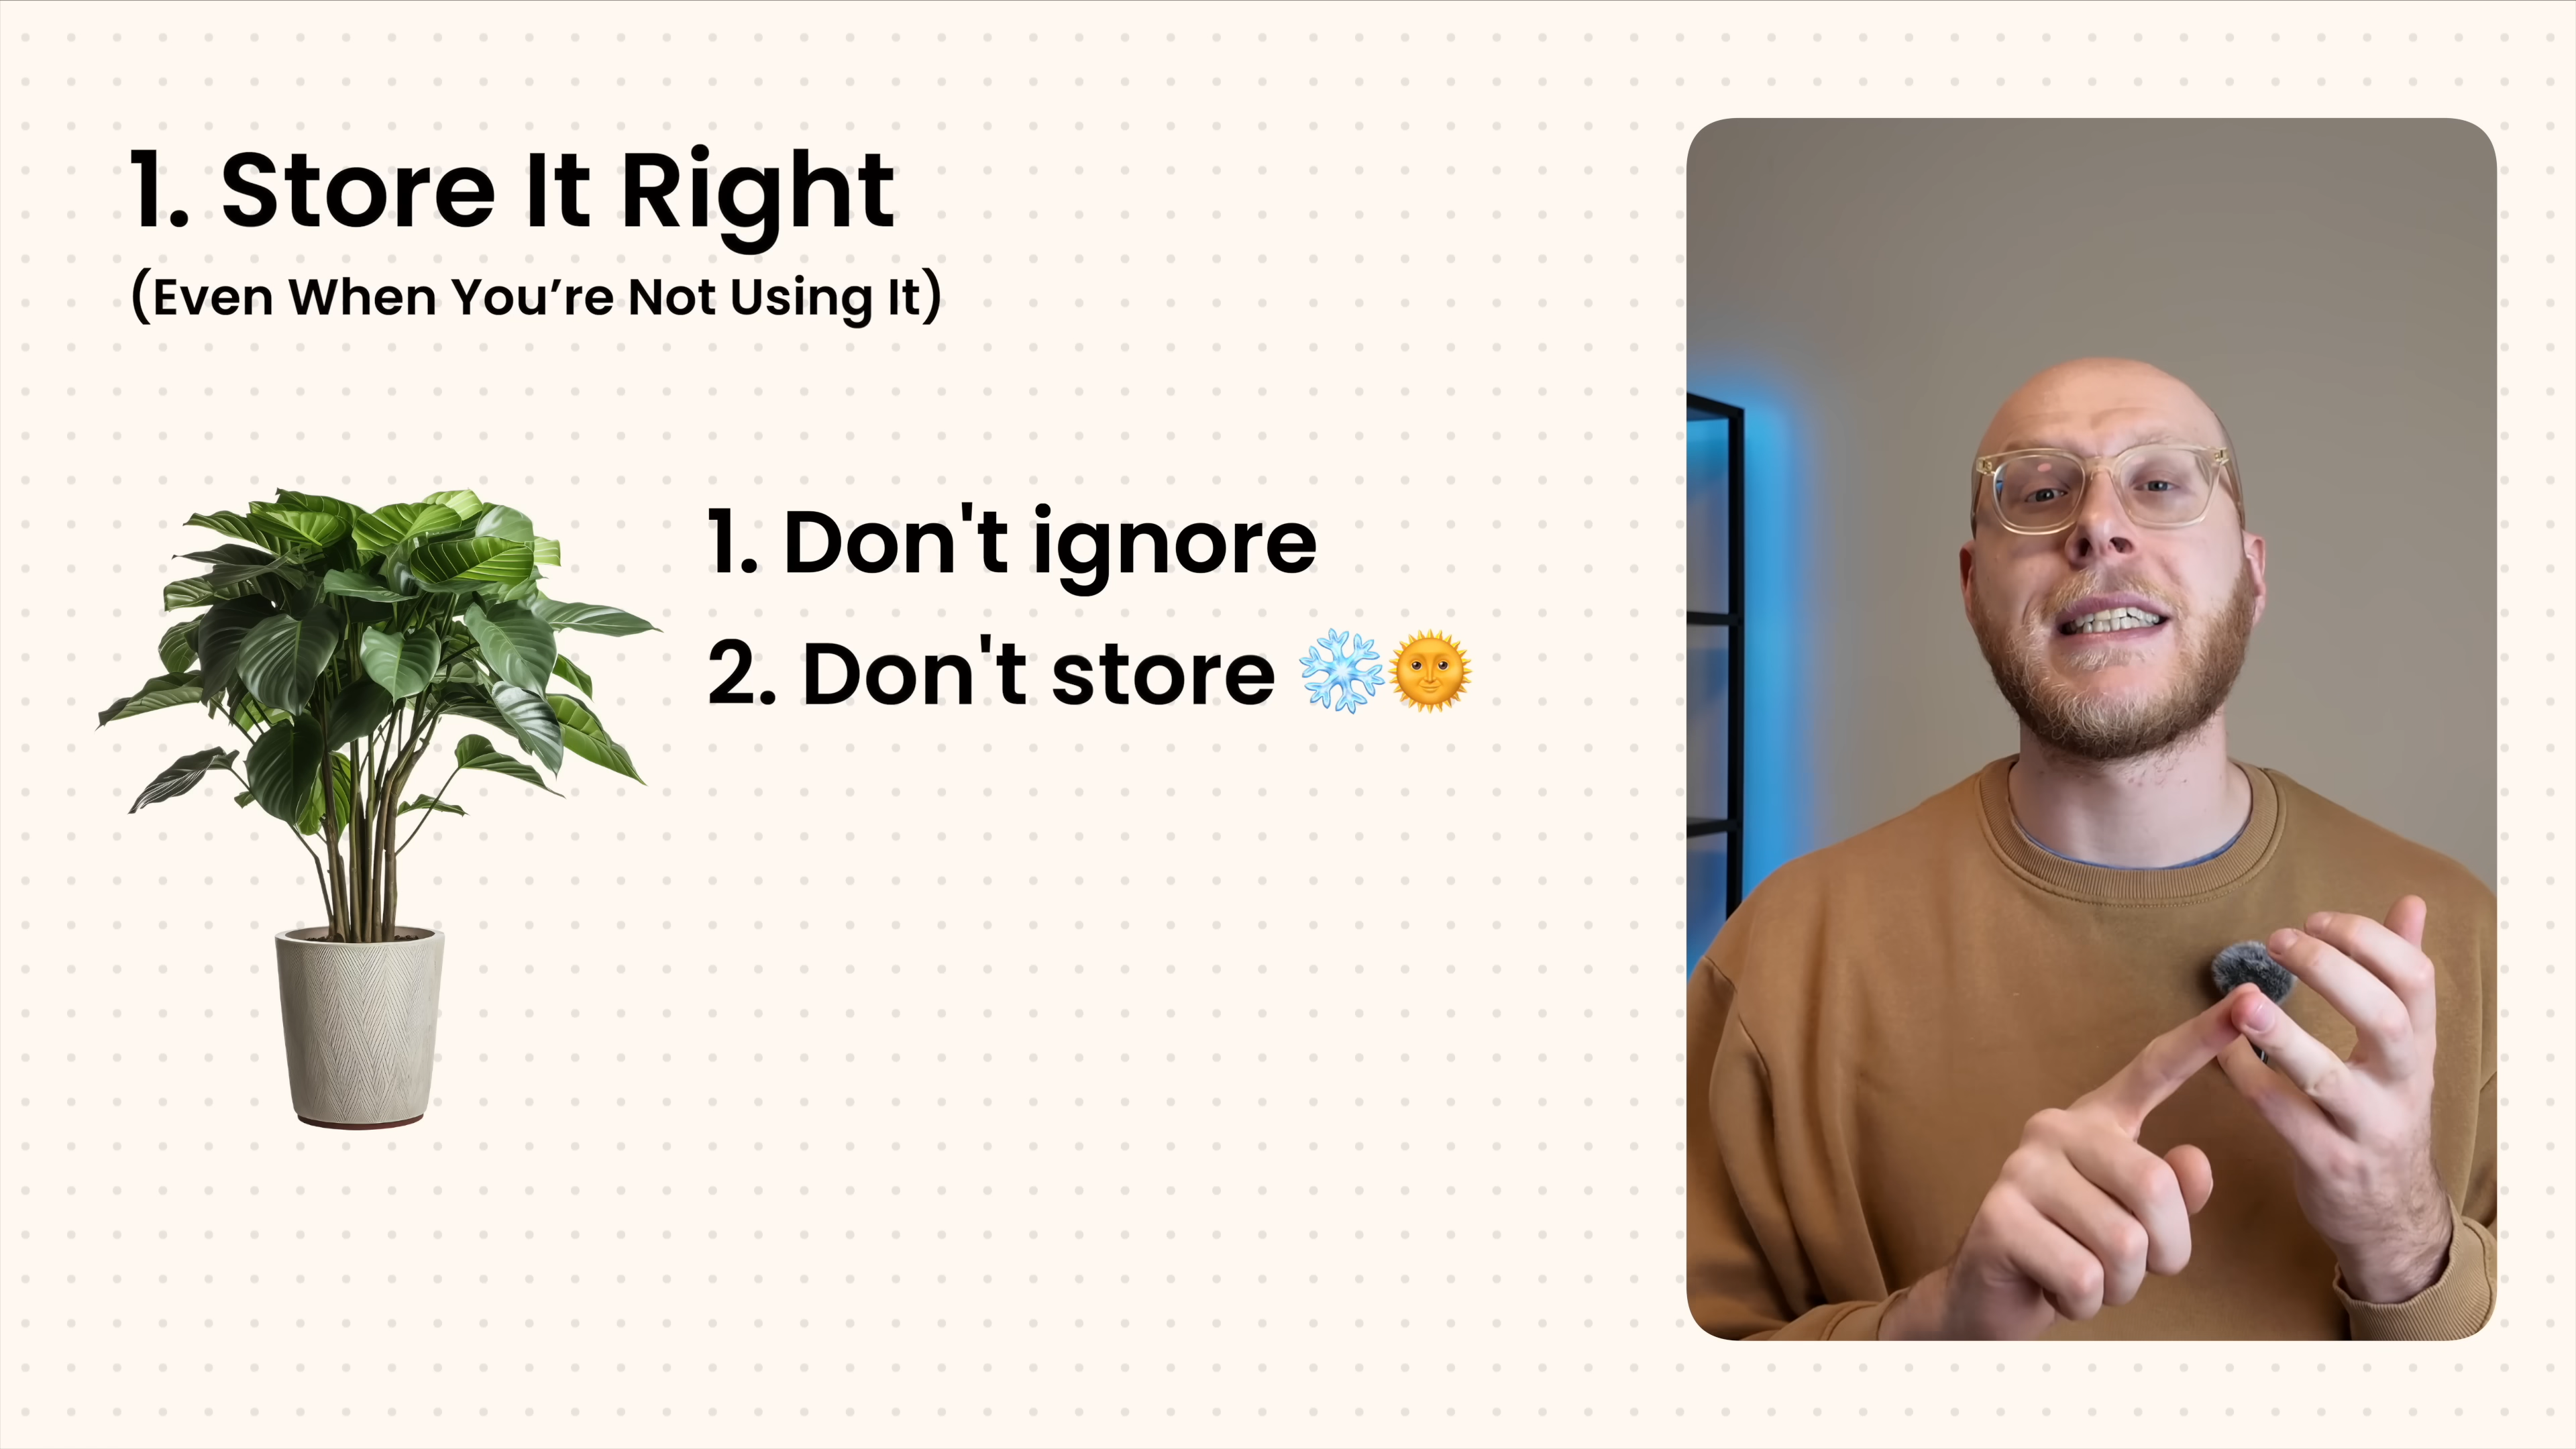 1. Store It Right
(Even When You’re Not Using It)
1. Don't ignore
2. Don't store ❄️🌞